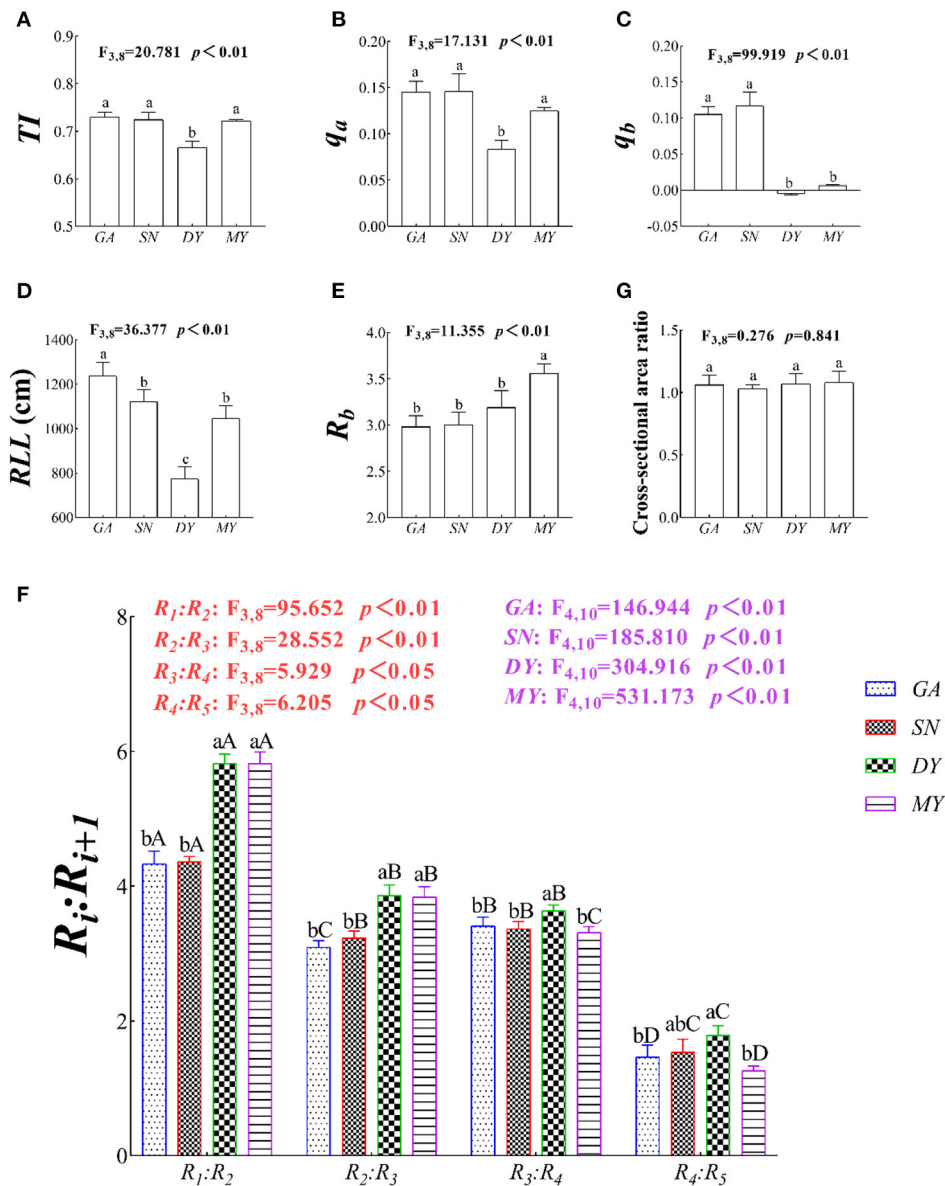 A
F3,8=20.781 p<0.01
TI
0.9
0.8
0.7
0.6
0.5
a
a
b
a
GA SN DY MY
B
F3,8=17.131 p<0.01
qa
0.20
0.15
0.10
0.05
0.00
a
a
b
a
GA SN DY MY
C
F3,8=99.919 p<0.01
qb
0.20
0.15
0.10
0.05
0.00
-0.05
a
a
b
b
GA SN DY MY
D
F3,8=36.377 p<0.01
RLL (cm)
1400
1200
1000
800
600
a
b
c
b
GA SN DY MY
E
F3,8=11.355 p<0.01
Rb
4.0
3.5
3.0
2.5
2.0
b
b
b
a
GA SN DY MY
G
F3,8=0.276 p=0.841
Cross-sectional area ratio
1.5
1.0
0.5
0.0
a
a
a
a
GA SN DY MY
F
R1:R2: F3,8=95.652 p<0.01
R2:R3: F3,8=28.552 p<0.01
R3:R4: F3,8=5.929 p<0.05
R4:R5: F3,8=6.205 p<0.05
GA: F4,10=146.944 p<0.01
SN: F4,10=185.810 p<0.01
DY: F4,10=304.916 p<0.01
MY: F4,10=531.173 p<0.01
GA
SN
DY
MY
Ri:Ri+1
8
6
4
2
0
bA bA aA aA
bC bB aB aB
bB bB aB bC
bD abC aC bD
R1:R2 R2:R3 R3:R4 R4:R5